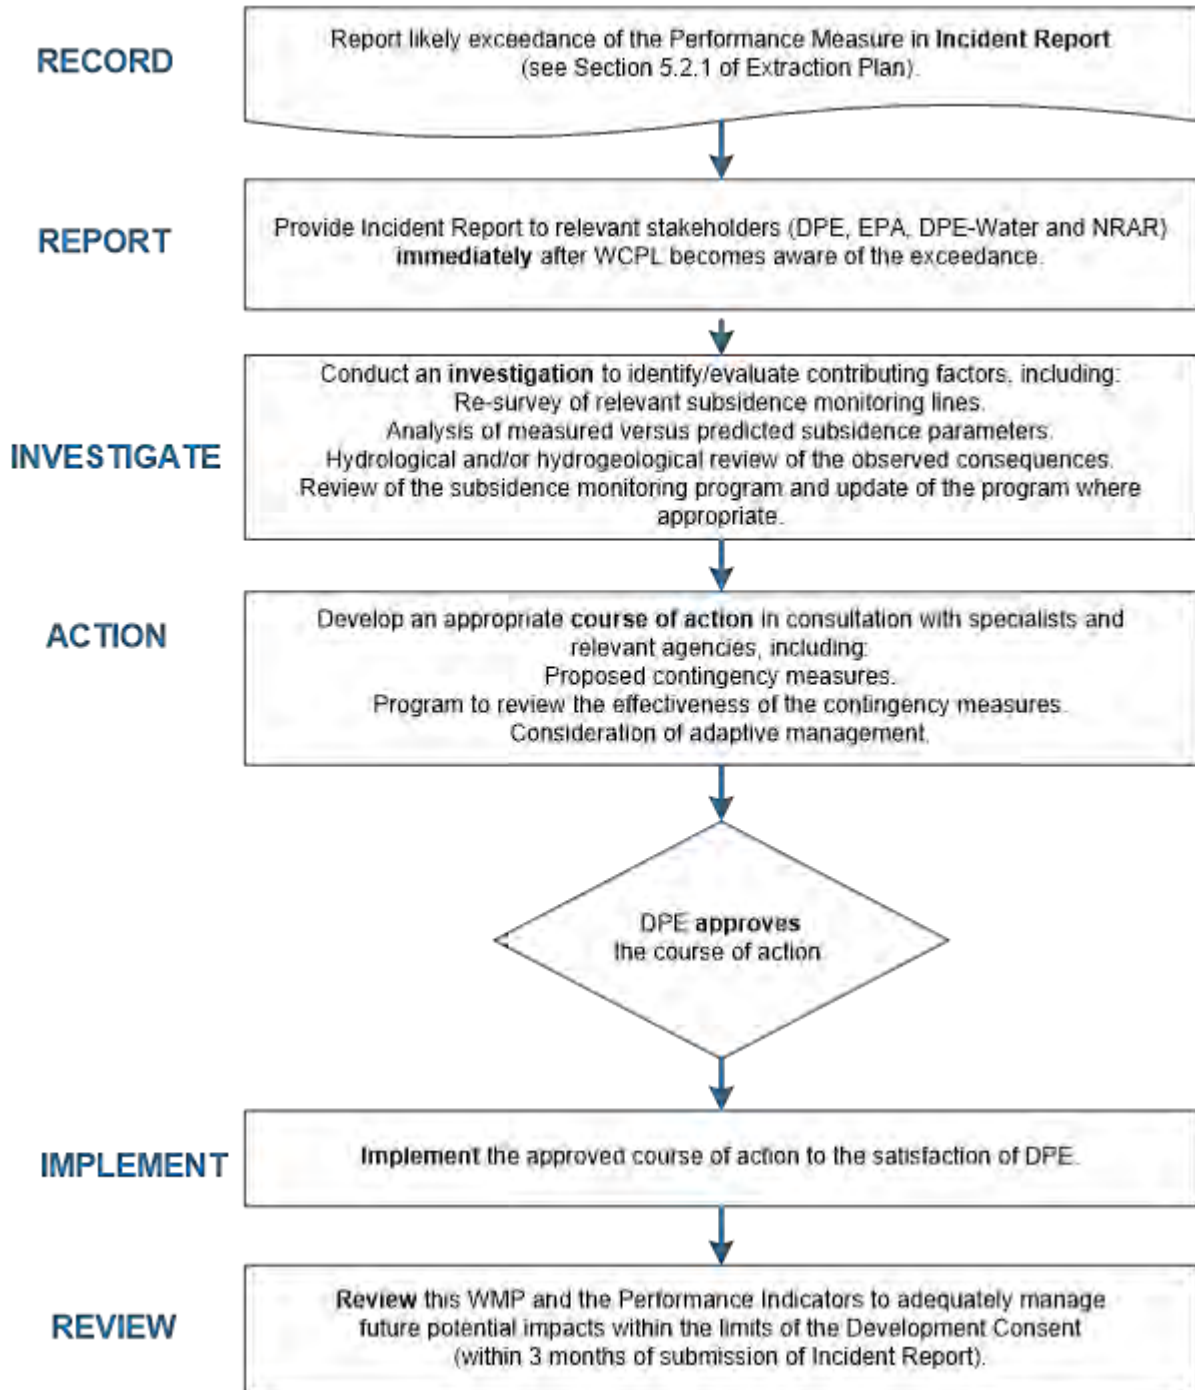 RECORD
Report likely exceedance of the Performance Measure in Incident Report
(see Section 5.2.1 of Extraction Plan).
REPORT
Provide Incident Report to relevant stakeholders (DPE, EPA, DPE-Water and NRAR)
immediately after WCPL becomes aware of the exceedance.
INVESTIGATE
Conduct an investigation to identify/evaluate contributing factors, including:
Re-survey of relevant subsidence monitoring lines.
Analysis of measured versus predicted subsidence parameters.
Hydrological and/or hydrogeological review of the observed consequences.
Review of the subsidence monitoring program and update of the program where
appropriate.
ACTION
Develop an appropriate course of action in consultation with specialists and
relevant agencies, including:
Proposed contingency measures.
Program to review the effectiveness of the contingency measures.
Consideration of adaptive management.
DPE approves
the course of action
IMPLEMENT
Implement the approved course of action to the satisfaction of DPE.
REVIEW
Review this WMP and the Performance Indicators to adequately manage
future potential impacts within the limits of the Development Consent
(within 3 months of submission of Incident Report).